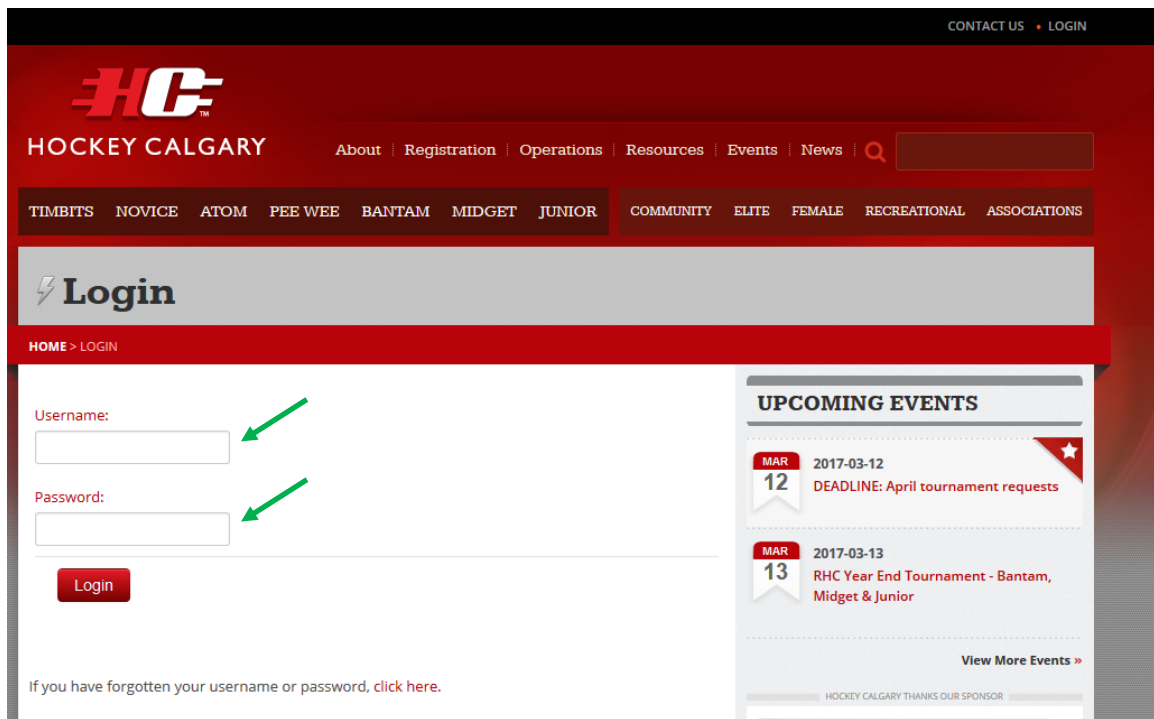 CONTACT US • LOGIN
HC TM
HOCKEY CALGARY
About | Registration | Operations | Resources | Events | News
TIMBITS NOVICE ATOM PEE WEE BANTAM MIDGET JUNIOR COMMUNITY ELITE FEMALE RECREATIONAL ASSOCIATIONS
Login
HOME > LOGIN
Username:
Password:
Login
If you have forgotten your username or password, click here.
UPCOMING EVENTS
MAR
12
2017-03-12
DEADLINE: April tournament requests
MAR
13
2017-03-13
RHC Year End Tournament - Bantam,
Midget & Junior
View More Events »
HOCKEY CALGARY THANKS OUR SPONSOR